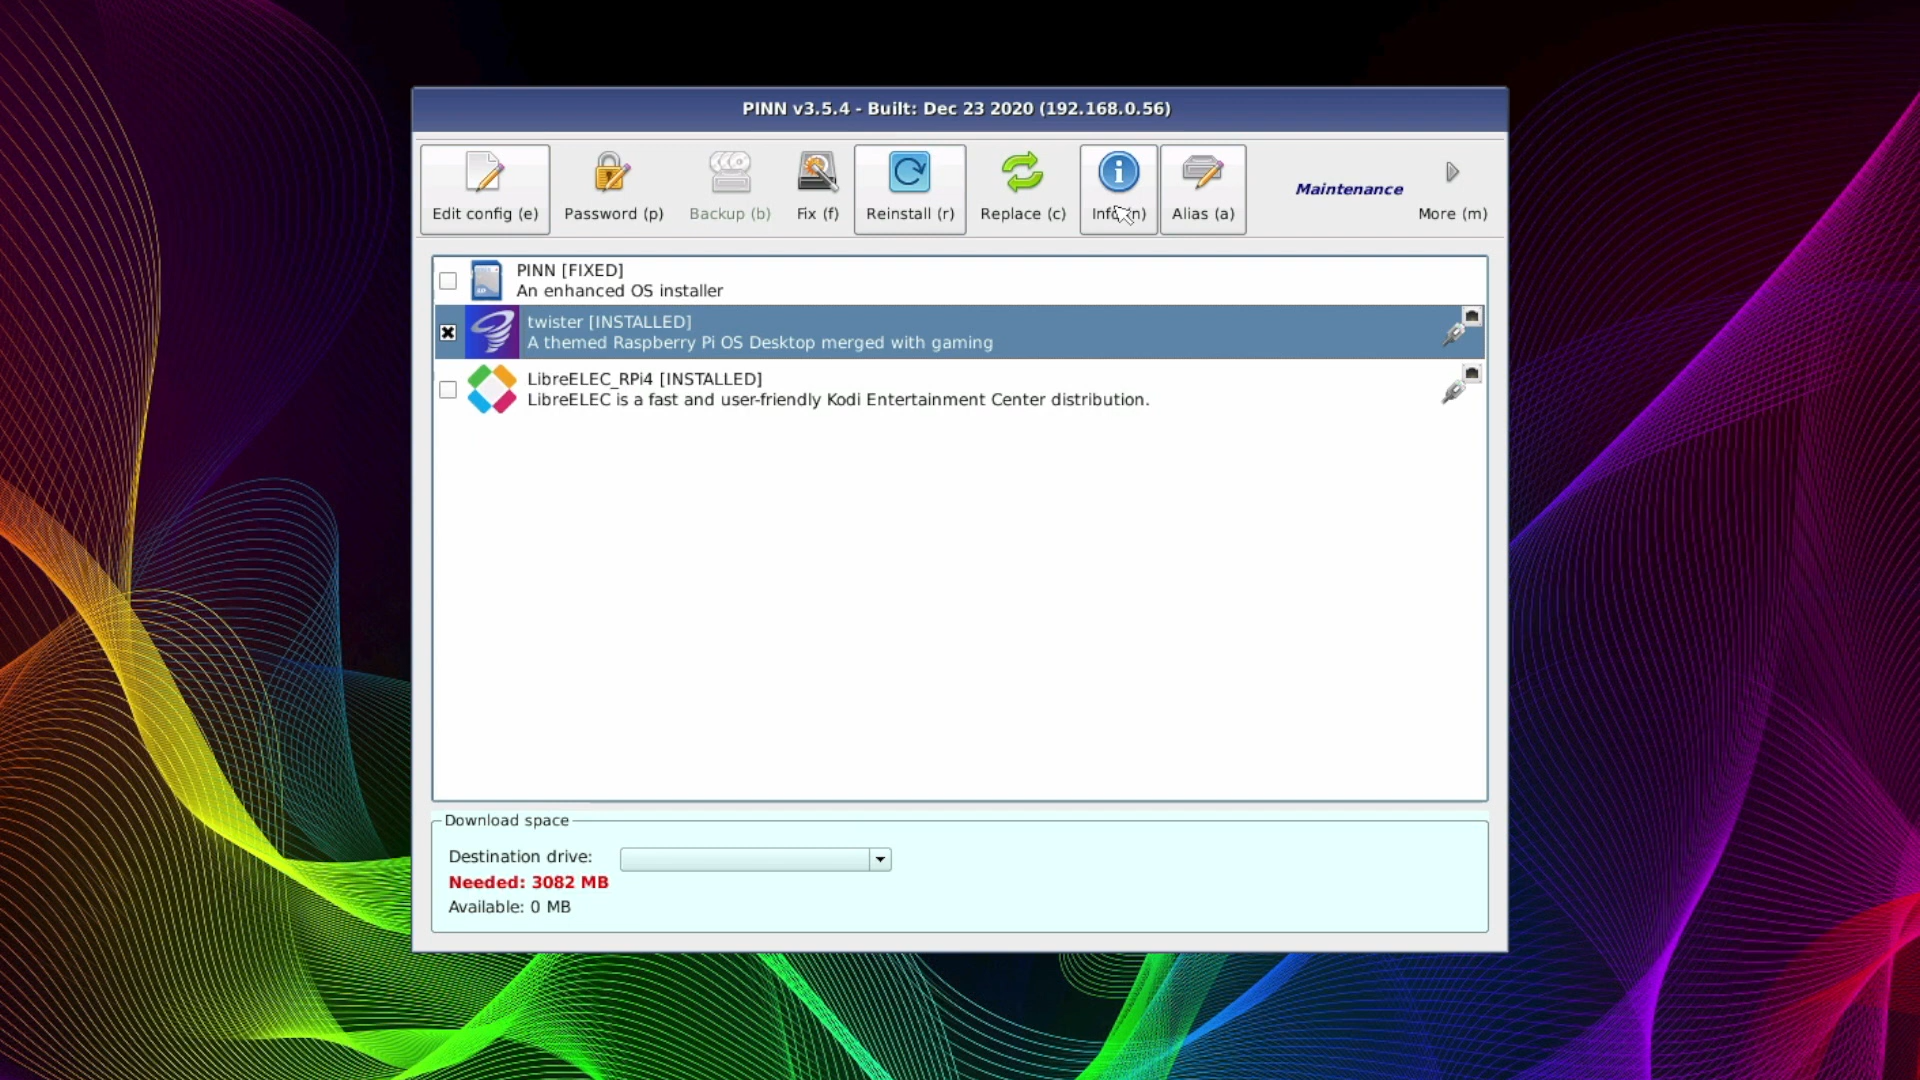 PINN v3.5.4 - Built: Dec 23 2020 (192.168.0.56)
Edit config (e)
Password (p)
Backup (b)
Fix (f)
Reinstall (r)
Replace (c)
Info (n)
Alias (a)
Maintenance
More (m)
PINN [FIXED]
An enhanced OS installer
twister [INSTALLED]
A themed Raspberry Pi OS Desktop merged with gaming
LibreELEC_RPi4 [INSTALLED]
LibreELEC is a fast and user-friendly Kodi Entertainment Center distribution.
Download space
Destination drive:
Needed: 3082 MB
Available: 0 MB